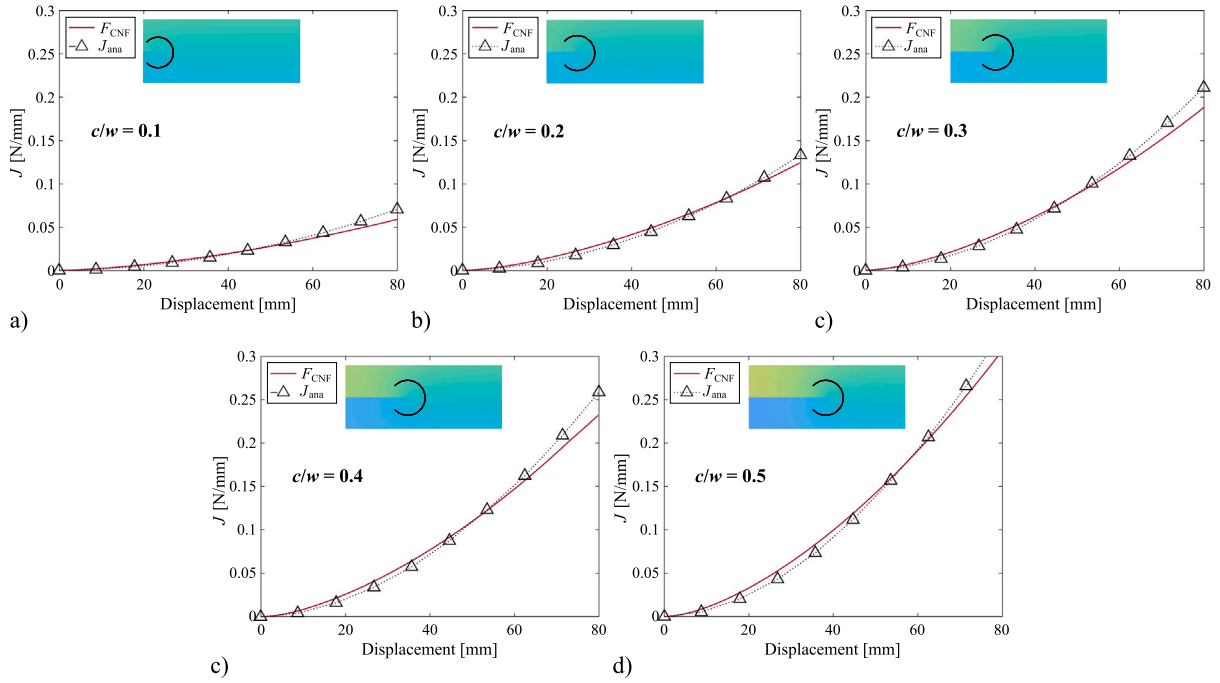 0.3
F_CNF
J_ana
0.25
0.2
c/w = 0.1
0.15
J [N/mm]
0.1
0.05
0
0 20 40 60 80
Displacement [mm]
a)
0.3
F_CNF
J_ana
0.25
0.2
c/w = 0.2
0.15
J [N/mm]
0.1
0.05
0
0 20 40 60 80
Displacement [mm]
b)
0.3
F_CNF
J_ana
0.25
0.2
c/w = 0.3
0.15
J [N/mm]
0.1
0.05
0
0 20 40 60 80
Displacement [mm]
c)
0.3
F_CNF
J_ana
0.25
0.2
c/w = 0.4
0.15
J [N/mm]
0.1
0.05
0
0 20 40 60 80
Displacement [mm]
c)
0.3
F_CNF
J_ana
0.25
0.2
c/w = 0.5
0.15
J [N/mm]
0.1
0.05
0
0 20 40 60 80
Displacement [mm]
d)